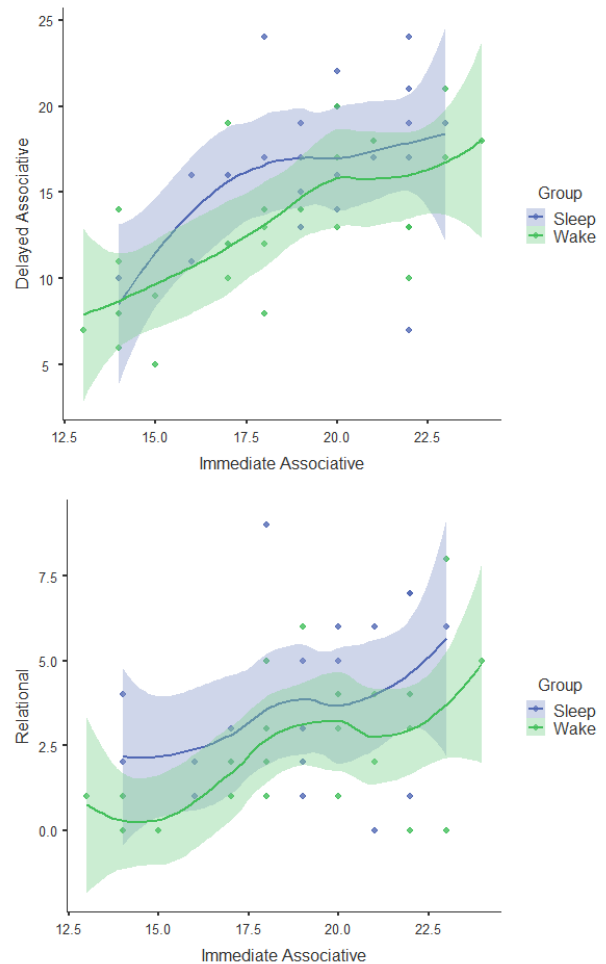 25
20
15
10
5
Delayed Associative
12.5 15.0 17.5 20.0 22.5
Immediate Associative
Group
Sleep
Wake
7.5
5.0
2.5
0.0
Relational
12.5 15.0 17.5 20.0 22.5
Immediate Associative
Group
Sleep
Wake